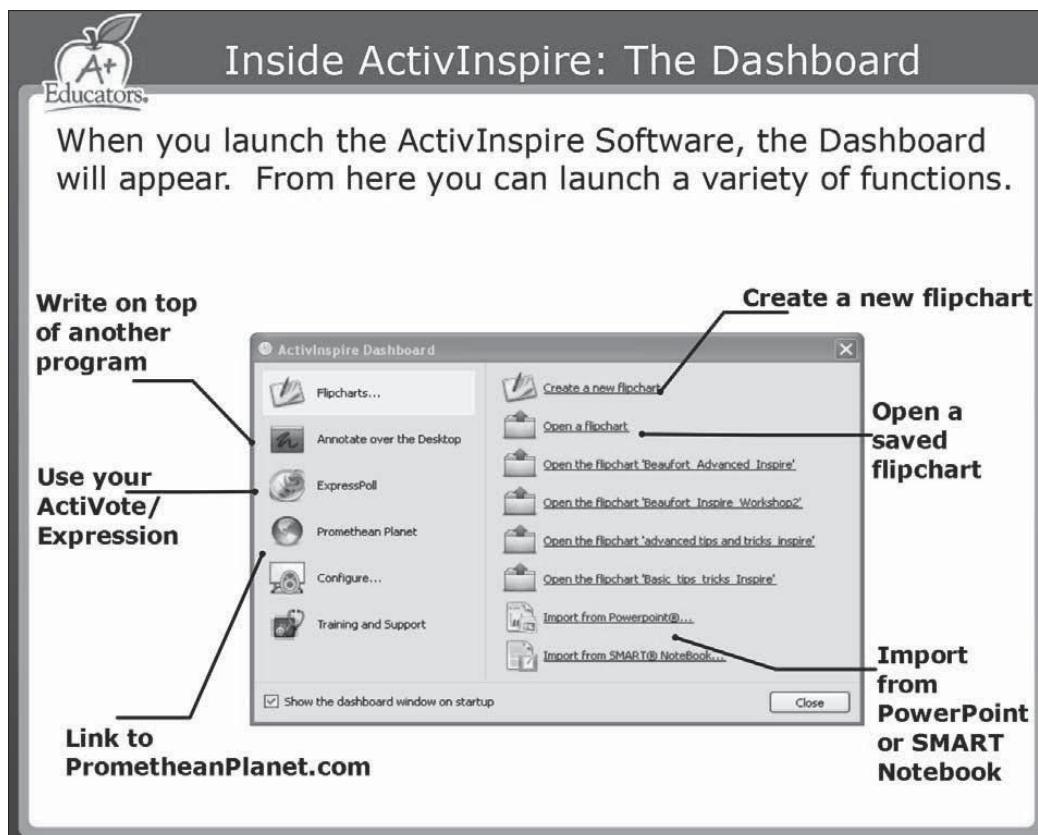 A+
Educators®
Inside ActivInspire: The Dashboard
When you launch the ActivInspire Software, the Dashboard
will appear.  From here you can launch a variety of functions.
Write on top
of another
program
Use your
ActiVote/
Expression
Link to
PrometheanPlanet.com
ActivInspire Dashboard
Flipcharts...
Annotate over the Desktop
ExpressPoll
Promethean Planet
Configure...
Training and Support
Create a new flipchart
Open a flipchart
Open the flipchart 'Beaufort_Advanced_Inspire'
Open the flipchart 'Beaufort_Inspire_Workshop2'
Open the flipchart 'advanced tips and tricks_inspire'
Open the flipchart 'Basic_tips_tricks_Inspire'
Import from Powerpoint®...
Import from SMART® NoteBook...
Show the dashboard window on startup
Close
Create a new flipchart
Open a
saved
flipchart
Import
from
PowerPoint
or SMART
Notebook